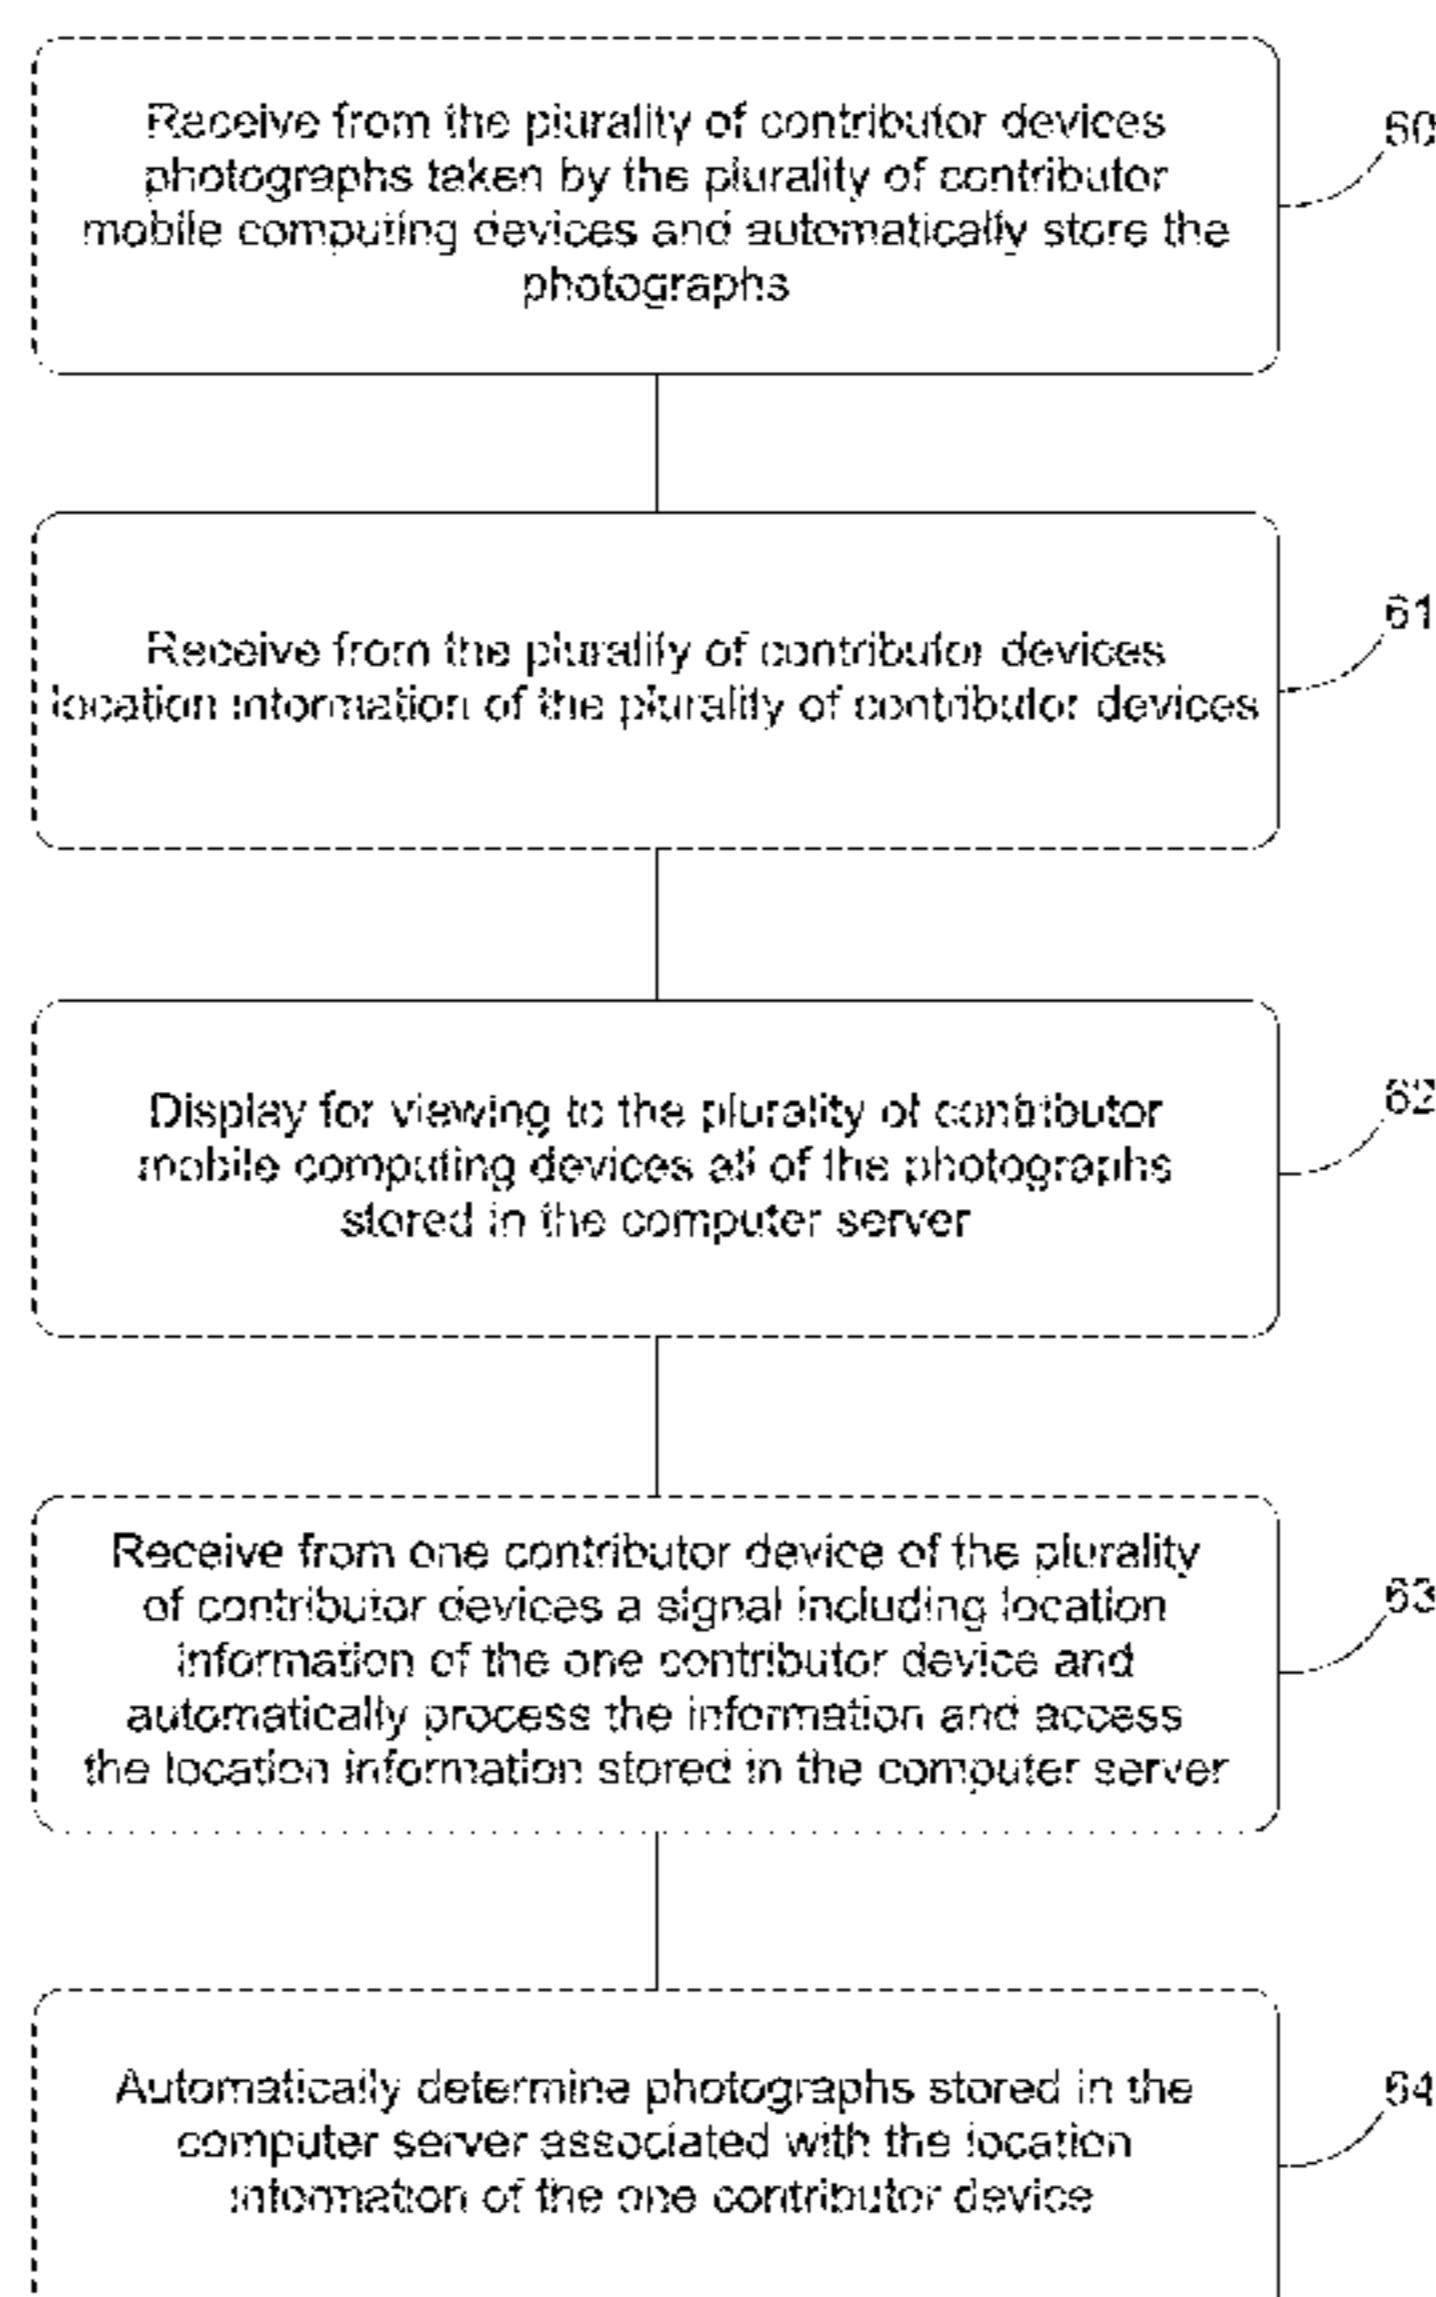 Receive from the plurality of contributor devices
photographs taken by the plurality of contributor
mobile computing devices and automatically store the
photographs
60
Receive from the plurality of contributor devices
location information of the plurality of contributor devices
61
Display for viewing to the plurality of contributor
mobile computing devices all of the photographs
stored in the computer server
62
Receive from one contributor device of the plurality
of contributor devices a signal including location
information of the one contributor device and
automatically process the information and access
the location information stored in the computer server
63
Automatically determine photographs stored in the
computer server associated with the location
information of the one contributor device
64